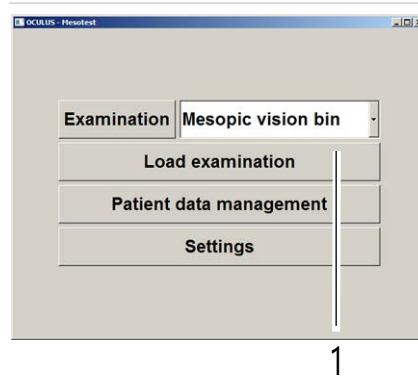 OCULUS - Mesotest
Examination Mesopic vision bin
Load examination
Patient data management
Settings
1